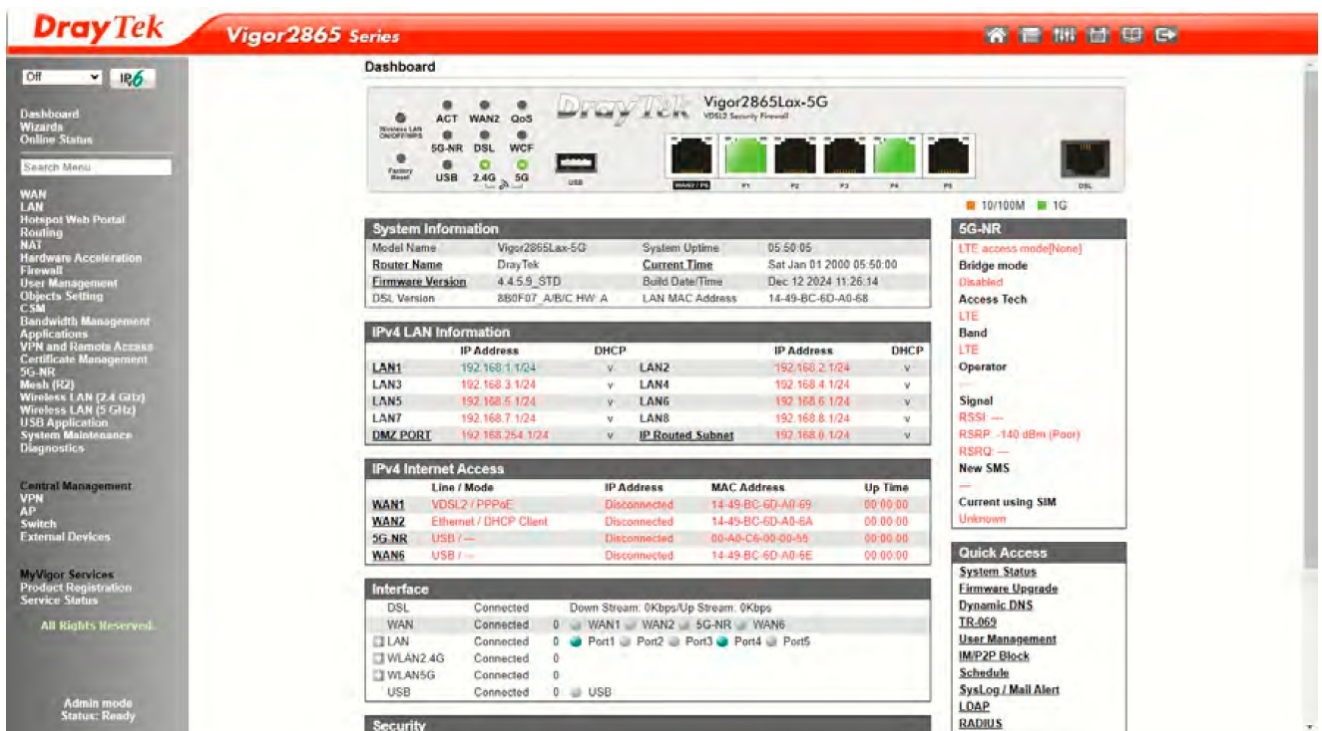 DrayTek
Vigor2865 Series
Off IPv6
Dashboard
Wizards
Online Status
Search Menu
WAN
LAN
Hotspot Web Portal
Routing
NAT
Hardware Acceleration
Firewall
User Management
Objects Setting
CSM
Bandwidth Management
Applications
VPN and Remote Access
Certificate Management
5G-NR
Mesh (R2)
Wireless LAN (2.4 GHz)
Wireless LAN (5 GHz)
USB Application
System Maintenance
Diagnostics
Central Management
VPN
AP
Switch
External Devices
MyVigor Services
Product Registration
Service Status
All Rights Reserved.
Admin mode
Status: Ready
Dashboard
DrayTek Vigor2865Lax-5G
VDSL2 Security Firewall
Wireless LAN
ON/OFF/WPS
ACT WAN2 QoS
5G-NR DSL WCF
Factory
Reset
USB 2.4G 5G
USB WAN2 / P6 P1 P2 P3 P4 P5 DSL
10/100M 1G
System Information
Model Name Vigor2865Lax-5G System Uptime 05:50:05
Router Name DrayTek Current Time Sat Jan 01 2000 05:50:00
Firmware Version 4.4.5.9_STD Build Date/Time Dec 12 2024 11:26:14
DSL Version 8B0F07_A/B/C HW: A LAN MAC Address 14-49-BC-6D-A0-68
IPv4 LAN Information
IP Address DHCP IP Address DHCP
LAN1 192.168.1.1/24 v LAN2 192.168.2.1/24 v
LAN3 192.168.3.1/24 v LAN4 192.168.4.1/24 v
LAN5 192.168.5.1/24 v LAN6 192.168.6.1/24 v
LAN7 192.168.7.1/24 v LAN8 192.168.8.1/24 v
DMZ PORT 192.168.254.1/24 v IP Routed Subnet 192.168.0.1/24 v
IPv4 Internet Access
Line / Mode IP Address MAC Address Up Time
WAN1 VDSL2 / PPPoE Disconnected 14-49-BC-6D-A0-69 00:00:00
WAN2 Ethernet / DHCP Client Disconnected 14-49-BC-6D-A0-6A 00:00:00
5G-NR USB / --- Disconnected 00-A0-C6-00-00-55 00:00:00
WAN6 USB / --- Disconnected 14-49-BC-6D-A0-6E 00:00:00
Interface
DSL Connected Down Stream: 0Kbps/Up Stream: 0Kbps
WAN Connected 0 WAN1 WAN2 5G-NR WAN6
LAN Connected 0 Port1 Port2 Port3 Port4 Port5
WLAN2.4G Connected 0
WLAN5G Connected 0
USB Connected 0 USB
Security
5G-NR
LTE access mode[None]
Bridge mode
Disabled
Access Tech
LTE
Band
LTE
Operator
---
Signal
RSSI: ---
RSRP: -140 dBm (Poor)
RSRQ: ---
New SMS
---
Current using SIM
Unknown
Quick Access
System Status
Firmware Upgrade
Dynamic DNS
TR-069
User Management
IM/P2P Block
Schedule
SysLog / Mail Alert
LDAP
RADIUS